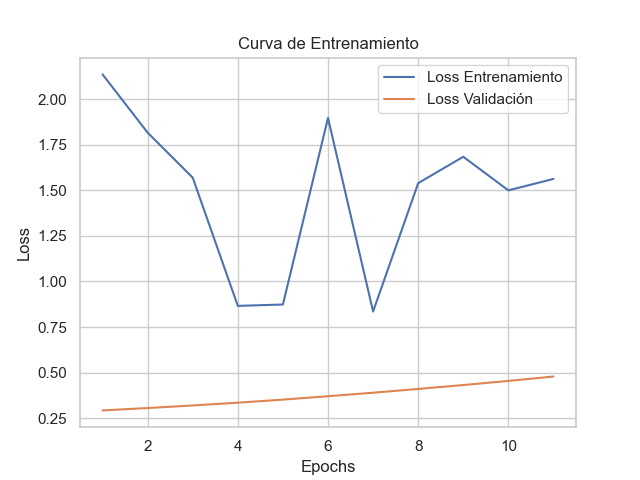 Curva de Entrenamiento
Loss Entrenamiento
Loss Validación
2.00
1.75
1.50
1.25
1.00
0.75
0.50
0.25
Loss
2 4 6 8 10
Epochs